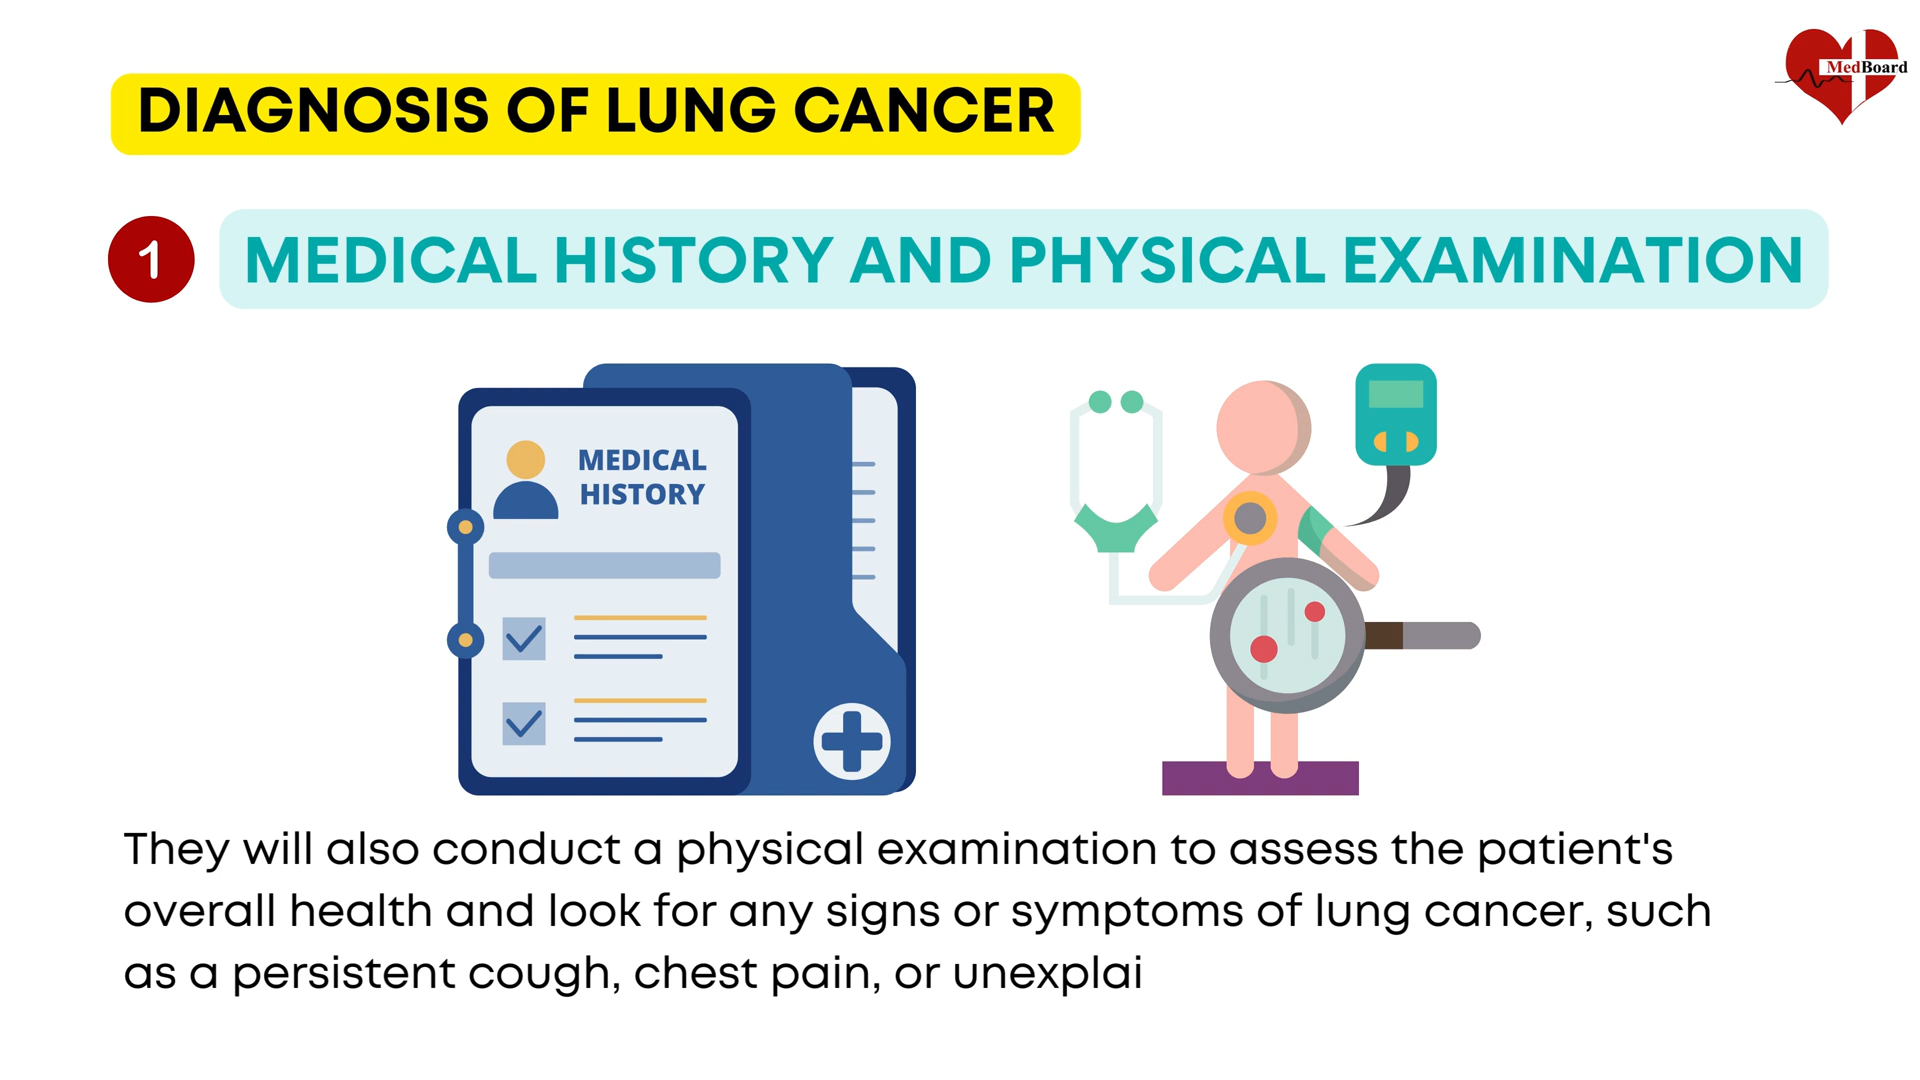 MedBoard
DIAGNOSIS OF LUNG CANCER
1
MEDICAL HISTORY AND PHYSICAL EXAMINATION
MEDICAL
HISTORY
They will also conduct a physical examination to assess the patient's
overall health and look for any signs or symptoms of lung cancer, such
as a persistent cough, chest pain, or unexplai